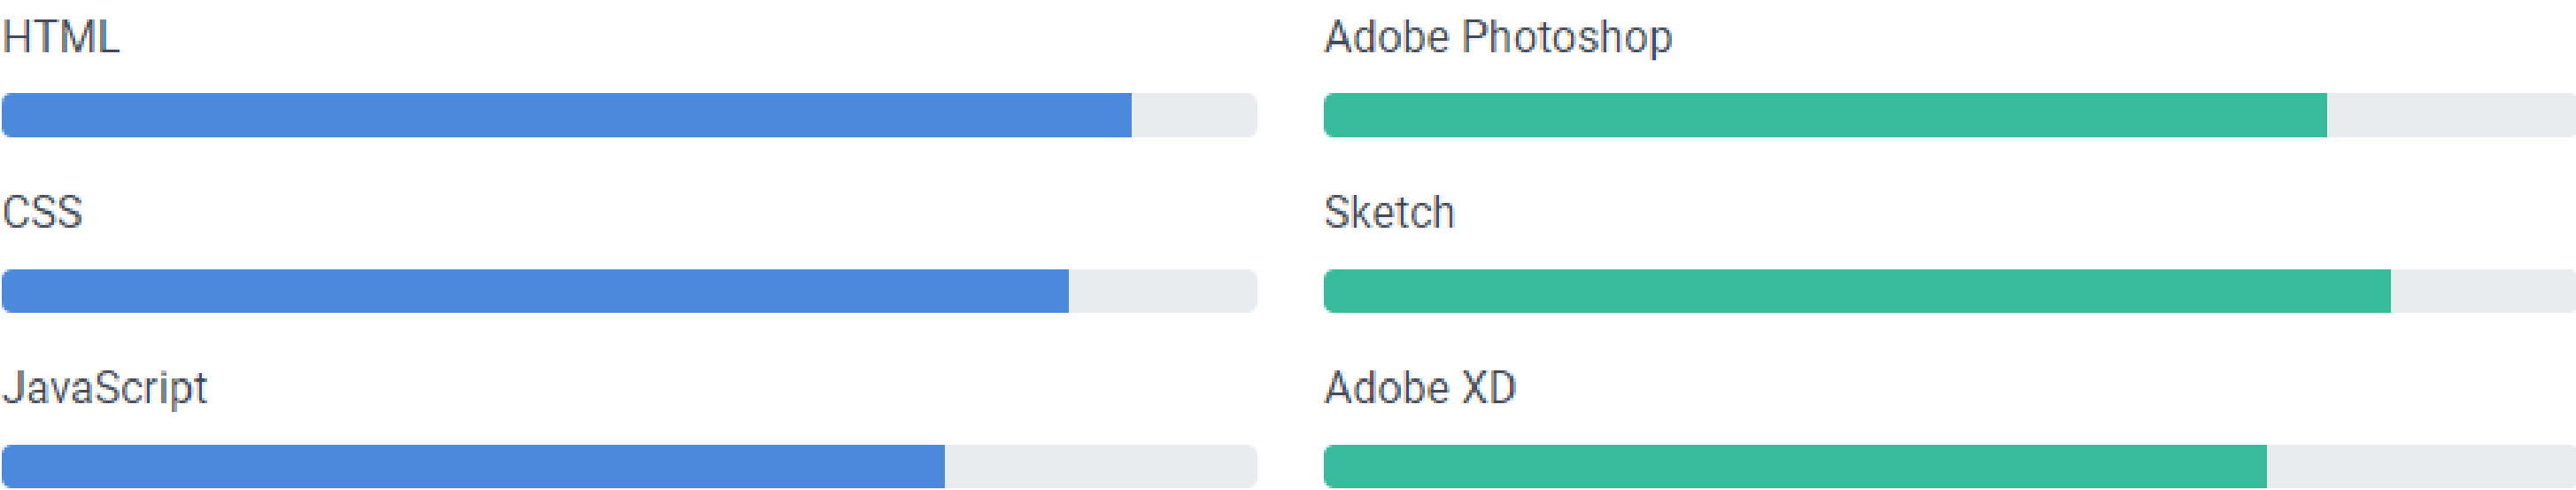 HTML
Adobe Photoshop
CSS
Sketch
JavaScript
Adobe XD